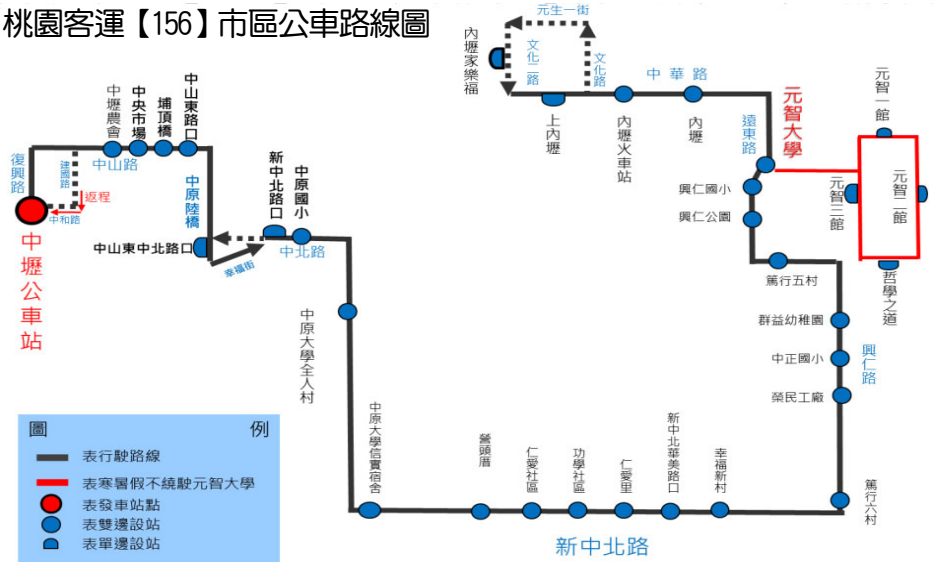 桃園客運【156】市區公車路線圖
元生一街
內壢家樂福
文化二路
文化路
中華路
上內壢
內壢火車站
內壢
遠東路
元智大學
元智一館
元智二館
元智三館
哲學之道
興仁國小
興仁公園
篤行五村
群益幼稚園
中正國小
榮民工廠
興仁路
篤行六村
中山東路口
埔頂橋
中央市場
中壢農會
中山路
復興路
建國路
返程
中和路
中壢公車站
中原陸橋
中山東中北路口
幸福街
新中北路口
中原國小
中北路
中原大學全人村
中原大學信實宿舍
營頭厝
仁愛社區
功學社區
仁愛里
新中北華美路口
幸福新村
新中北路
圖 例
表行駛路線
表寒暑假不繞駛元智大學
表發車站點
表雙邊設站
表單邊設站